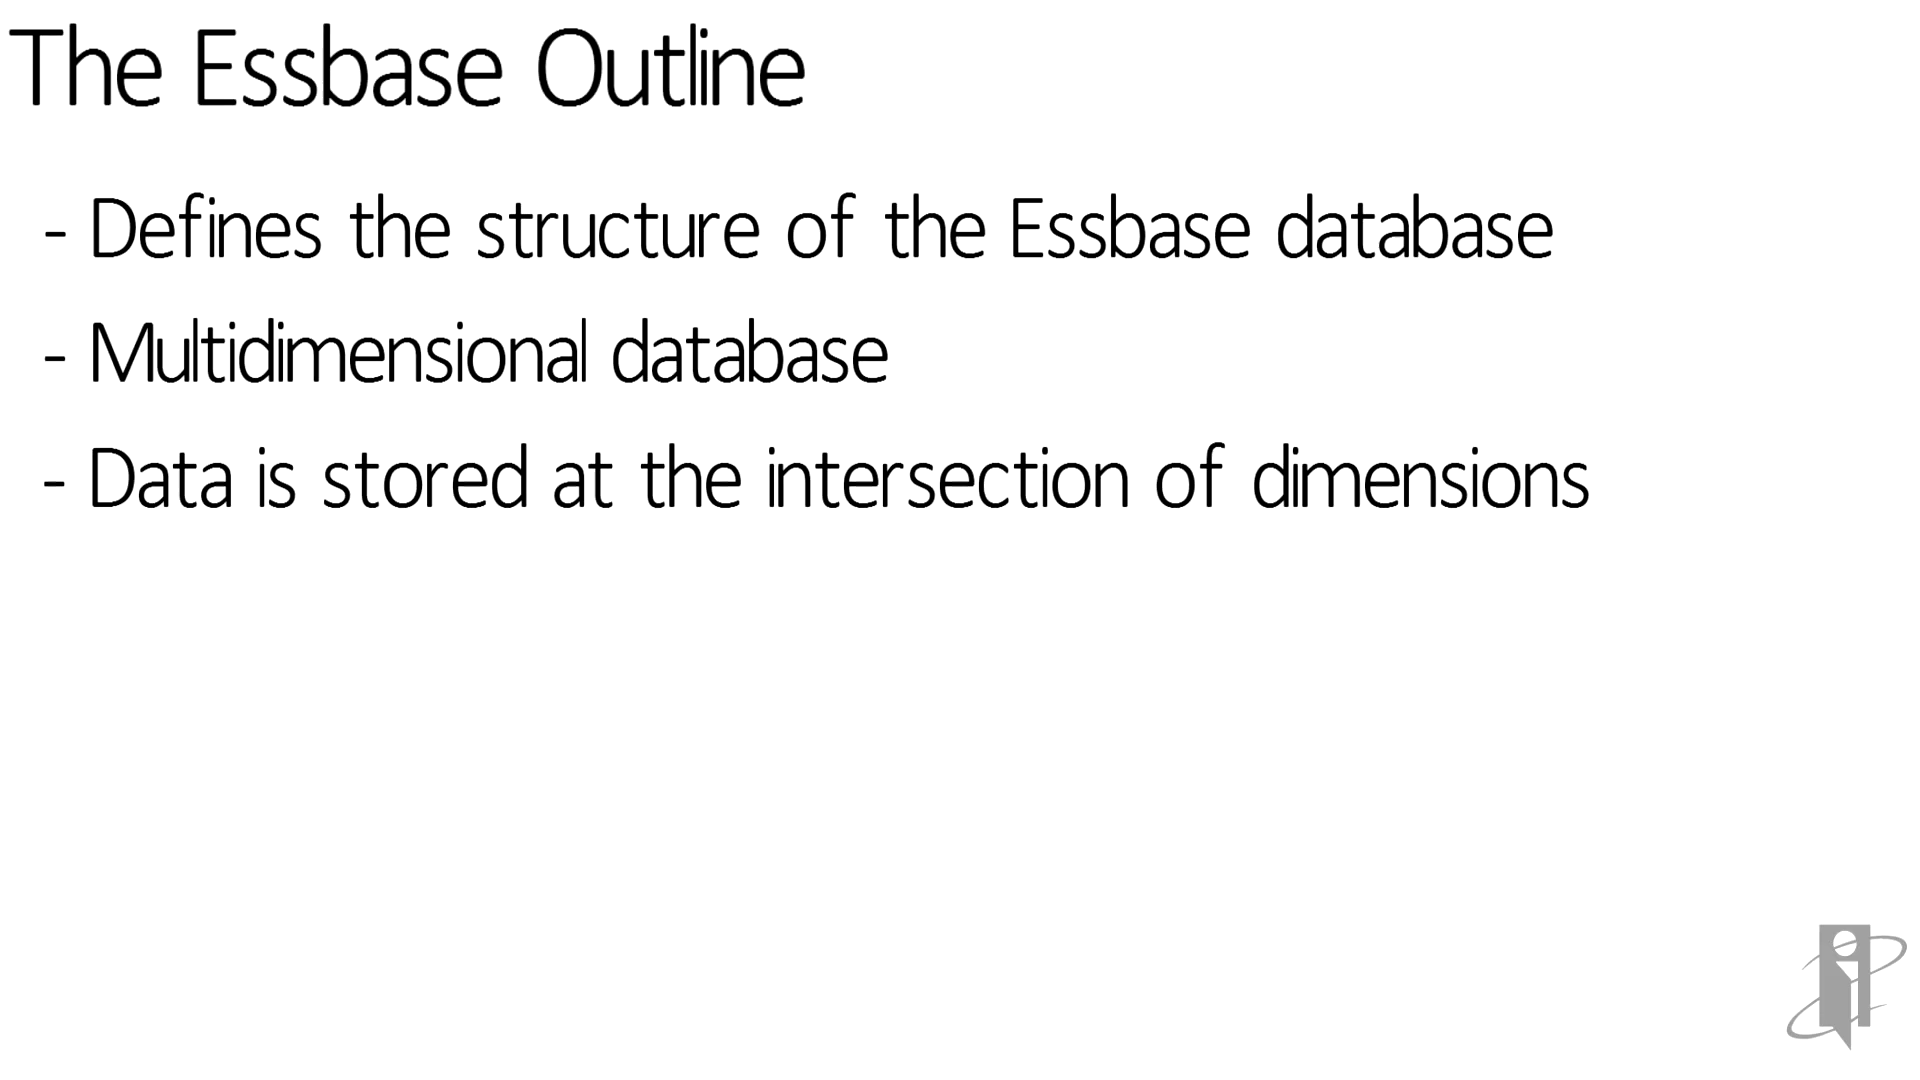 The Essbase Outline
- Defines the structure of the Essbase database
- Multidimensional database
- Data is stored at the intersection of dimensions